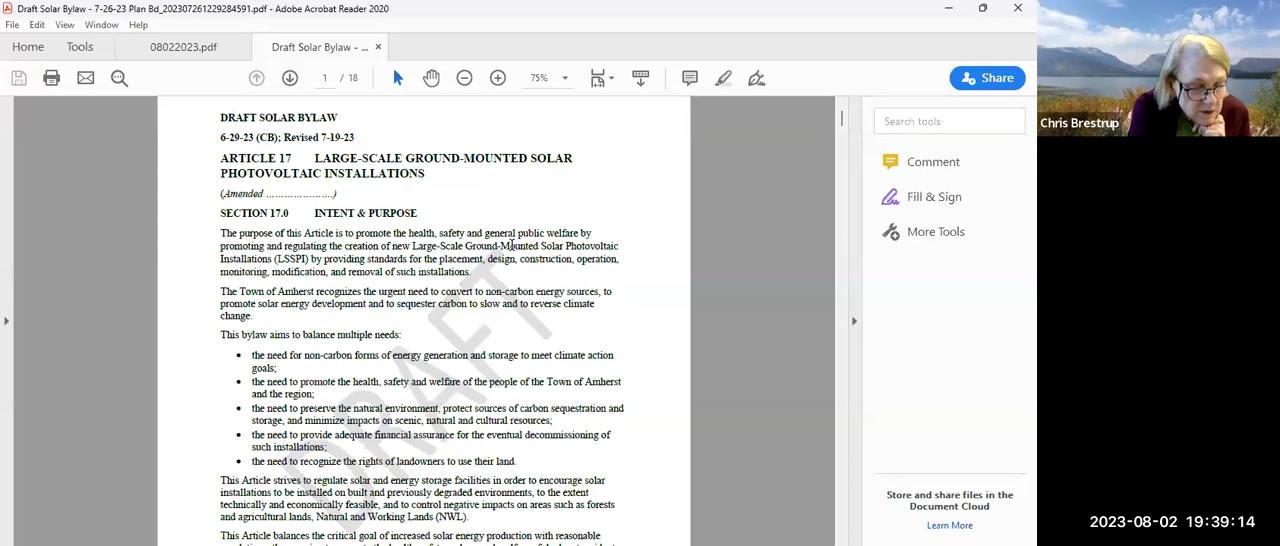 Draft Solar Bylaw - 7-26-23 Plan Bd_202307261229284591.pdf - Adobe Acrobat Reader 2020
File Edit View Window Help
Home Tools 08022023.pdf Draft Solar Bylaw - ... ×
1 / 18 75% Share
DRAFT SOLAR BYLAW
6-29-23 (CB); Revised 7-19-23
ARTICLE 17 LARGE-SCALE GROUND-MOUNTED SOLAR
PHOTOVOLTAIC INSTALLATIONS
(Amended ………………….)
SECTION 17.0 INTENT & PURPOSE
The purpose of this Article is to promote the health, safety and general public welfare by
promoting and regulating the creation of new Large-Scale Ground-Mounted Solar Photovoltaic
Installations (LSSPI) by providing standards for the placement, design, construction, operation,
monitoring, modification, and removal of such installations.
The Town of Amherst recognizes the urgent need to convert to non-carbon energy sources, to
promote solar energy development and to sequester carbon to slow and to reverse climate
change.
This bylaw aims to balance multiple needs:
• the need for non-carbon forms of energy generation and storage to meet climate action
goals;
• the need to promote the health, safety and welfare of the people of the Town of Amherst
and the region;
• the need to preserve the natural environment, protect sources of carbon sequestration and
storage, and minimize impacts on scenic, natural and cultural resources;
• the need to provide adequate financial assurance for the eventual decommissioning of
such installations;
• the need to recognize the rights of landowners to use their land.
This Article strives to regulate solar and energy storage facilities in order to encourage solar
installations to be installed on built and previously degraded environments, to the extent
technically and economically feasible, and to control negative impacts on areas such as forests
and agricultural lands, Natural and Working Lands (NWL).
This Article balances the critical goal of increased solar energy production with reasonable
DRAFT
Search tools
Comment
Fill & Sign
More Tools
Store and share files in the
Document Cloud
Learn More
Chris Brestrup
2023-08-02 19:39:14